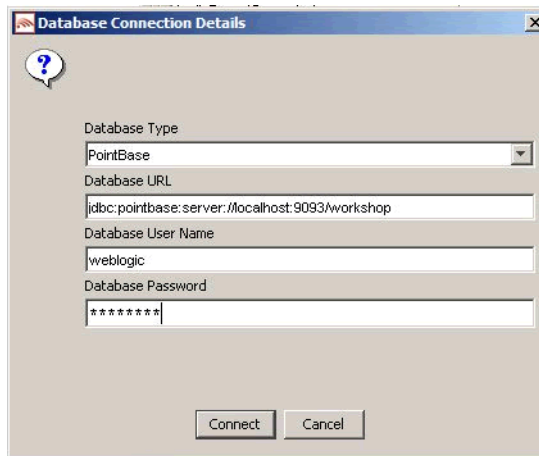 Database Connection Details
Database Type
PointBase
Database URL
jdbc:pointbase:server://localhost:9093/workshop
Database User Name
weblogic
Database Password
********
Connect
Cancel